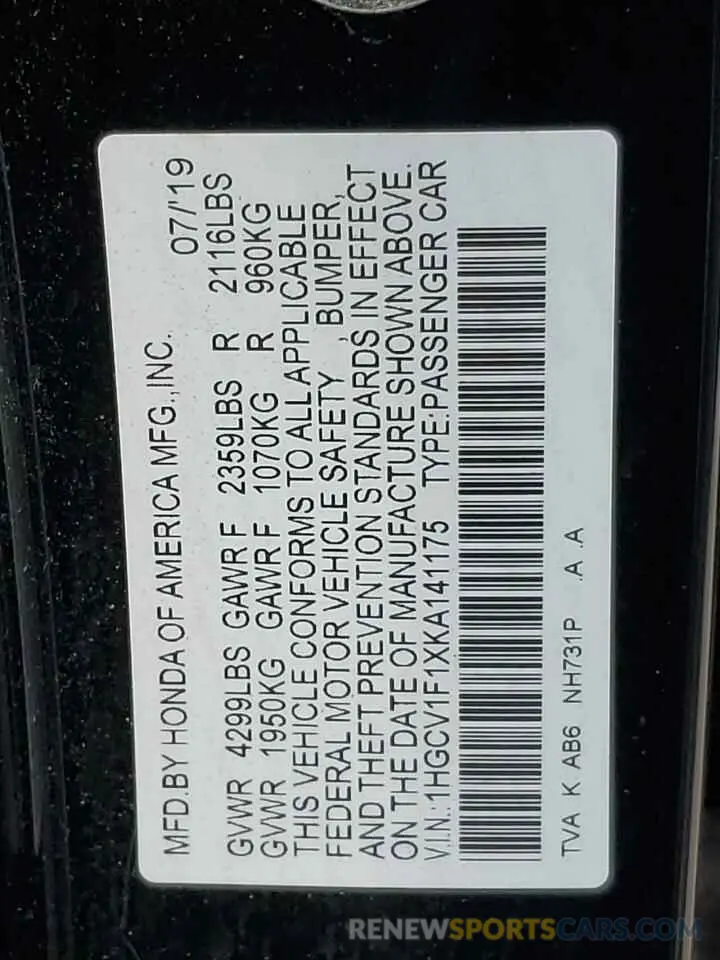 MFD.BY HONDA OF AMERICA MFG.,INC. 07/'19
GVWR 4299LBS GAWR F 2359LBS R 2116LBS
GVWR 1950KG GAWR F 1070KG R 960KG
THIS VEHICLE CONFORMS TO ALL APPLICABLE
FEDERAL MOTOR VEHICLE SAFETY , BUMPER,
AND THEFT PREVENTION STANDARDS IN EFFECT
ON THE DATE OF MANUFACTURE SHOWN ABOVE.
V.I.N.:1HGCV1F1XKA141175 TYPE:PASSENGER CAR
TVA K AB6 NH731P .A .A
RENEWSPORTSCARS.COM